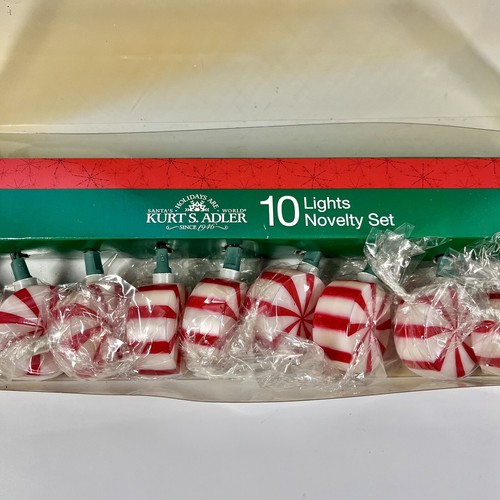 HOLIDAYS ARE
SANTA'S WORLD®
KURT S. ADLER
SINCE 1946
10 Lights
Novelty Set